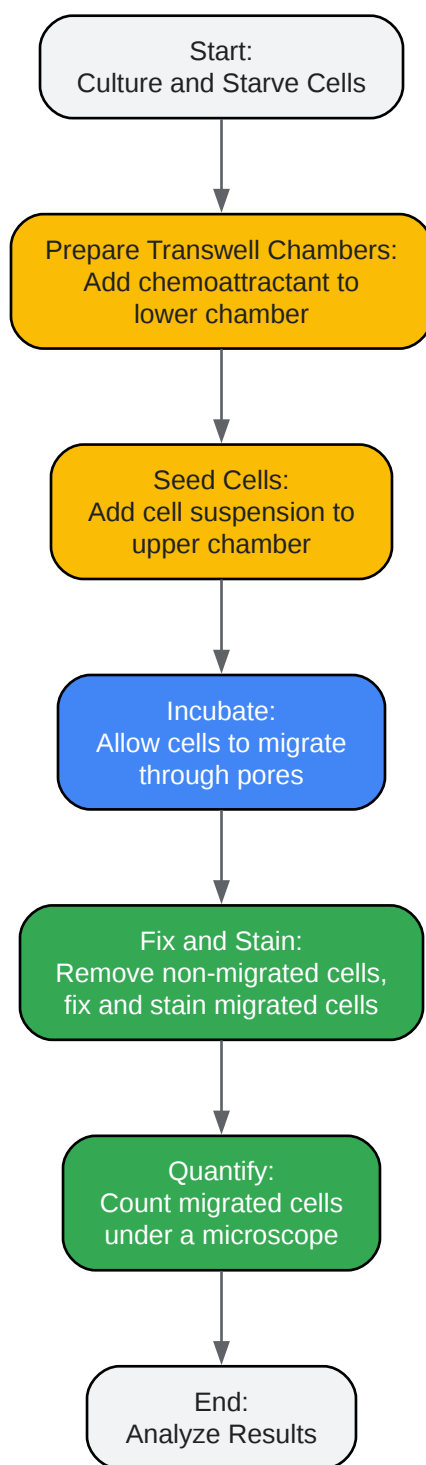 Start:
Culture and Starve Cells
Prepare Transwell Chambers:
Add chemoattractant to
lower chamber
Seed Cells:
Add cell suspension to
upper chamber
Incubate:
Allow cells to migrate
through pores
Fix and Stain:
Remove non-migrated cells,
fix and stain migrated cells
Quantify:
Count migrated cells
under a microscope
End:
Analyze Results